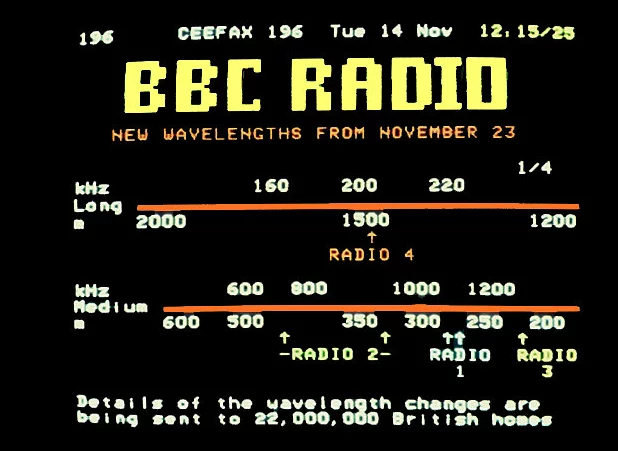 196 CEEFAX 196 Tue 14 Nov 12:15/25
BBC RADIO
NEW WAVELENGTHS FROM NOVEMBER 23
1/4
kHz 160 200 220
Long
m 2000 1500 1200
↑
RADIO 4
kHz 600 800 1000 1200
Medium
m 600 500 350 300 250 200
↑ ↑ ↑↑ ↑
-RADIO 2- RADIO RADIO
1 3
Details of the wavelength changes are
being sent to 22,000,000 British homes